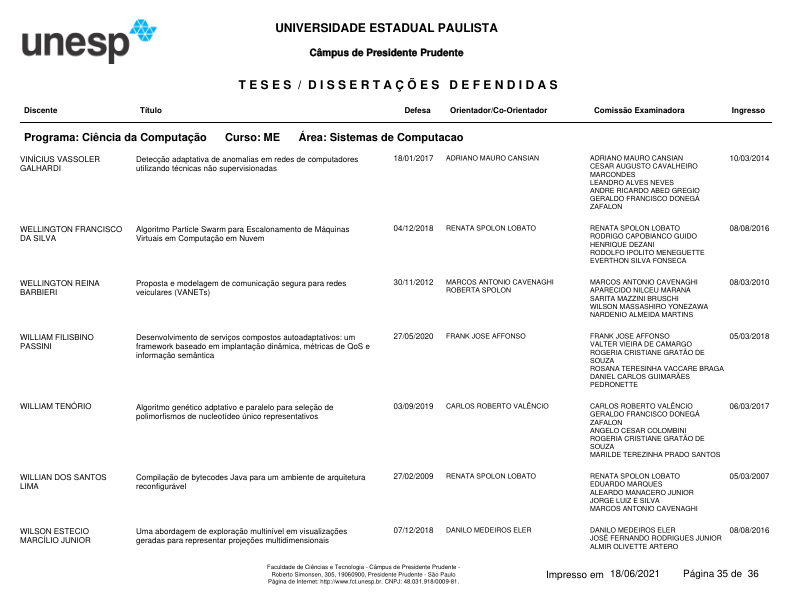 unesp
UNIVERSIDADE ESTADUAL PAULISTA
Câmpus de Presidente Prudente
TESES / DISSERTAÇÕES DEFENDIDAS
Discente Título Defesa Orientador/Co-Orientador Comissão Examinadora Ingresso
Programa: Ciência da Computação Curso: ME Área: Sistemas de Computacao
VINÍCIUS VASSOLER
GALHARDI
Detecção adaptativa de anomalias em redes de computadores
utilizando técnicas não supervisionadas
18/01/2017
ADRIANO MAURO CANSIAN
ADRIANO MAURO CANSIAN
CESAR AUGUSTO CAVALHEIRO
MARCONDES
LEANDRO ALVES NEVES
ANDRE RICARDO ABED GREGIO
GERALDO FRANCISCO DONEGÁ
ZAFALON
10/03/2014
WELLINGTON FRANCISCO
DA SILVA
Algoritmo Particle Swarm para Escalonamento de Máquinas
Virtuais em Computação em Nuvem
04/12/2018
RENATA SPOLON LOBATO
RENATA SPOLON LOBATO
RODRIGO CAPOBIANCO GUIDO
HENRIQUE DEZANI
RODOLFO IPOLITO MENEGUETTE
EVERTHON SILVA FONSECA
08/08/2016
WELLINGTON REINA
BARBIERI
Proposta e modelagem de comunicação segura para redes
veiculares (VANETs)
30/11/2012
MARCOS ANTONIO CAVENAGHI
ROBERTA SPOLON
MARCOS ANTONIO CAVENAGHI
APARECIDO NILCEU MARANA
SARITA MAZZINI BRUSCHI
WILSON MASSASHIRO YONEZAWA
NARDENIO ALMEIDA MARTINS
08/03/2010
WILLIAM FILISBINO
PASSINI
Desenvolvimento de serviços compostos autoadaptativos: um
framework baseado em implantação dinâmica, métricas de QoS e
informação semântica
27/05/2020
FRANK JOSE AFFONSO
FRANK JOSE AFFONSO
VALTER VIEIRA DE CAMARGO
ROGERIA CRISTIANE GRATÃO DE
SOUZA
ROSANA TERESINHA VACCARE BRAGA
DANIEL CARLOS GUIMARÃES
PEDRONETTE
05/03/2018
WILLIAM TENÓRIO
Algoritmo genético adptativo e paralelo para seleção de
polimorfismos de nucleotídeo único representativos
03/09/2019
CARLOS ROBERTO VALÊNCIO
CARLOS ROBERTO VALÊNCIO
GERALDO FRANCISCO DONEGÁ
ZAFALON
ANGELO CESAR COLOMBINI
ROGERIA CRISTIANE GRATÃO DE
SOUZA
MARILDE TEREZINHA PRADO SANTOS
06/03/2017
WILLIAN DOS SANTOS
LIMA
Compilação de bytecodes Java para um ambiente de arquitetura
reconfigurável
27/02/2009
RENATA SPOLON LOBATO
RENATA SPOLON LOBATO
EDUARDO MARQUES
ALEARDO MANACERO JUNIOR
JORGE LUIZ E SILVA
MARCOS ANTONIO CAVENAGHI
05/03/2007
WILSON ESTECIO
MARCÍLIO JUNIOR
Uma abordagem de exploração multinível em visualizações
geradas para representar projeções multidimensionais
07/12/2018
DANILO MEDEIROS ELER
DANILO MEDEIROS ELER
JOSÉ FERNANDO RODRIGUES JUNIOR
ALMIR OLIVETTE ARTERO
08/08/2016
Faculdade de Ciências e Tecnologia - Câmpus de Presidente Prudente -
Roberto Simonsen, 305, 19060900, Presidente Prudente - São Paulo
Página de Internet: http://www.fct.unesp.br. CNPJ: 48.031.918/0009-81.
Impresso em 18/06/2021 Página 35 de 36